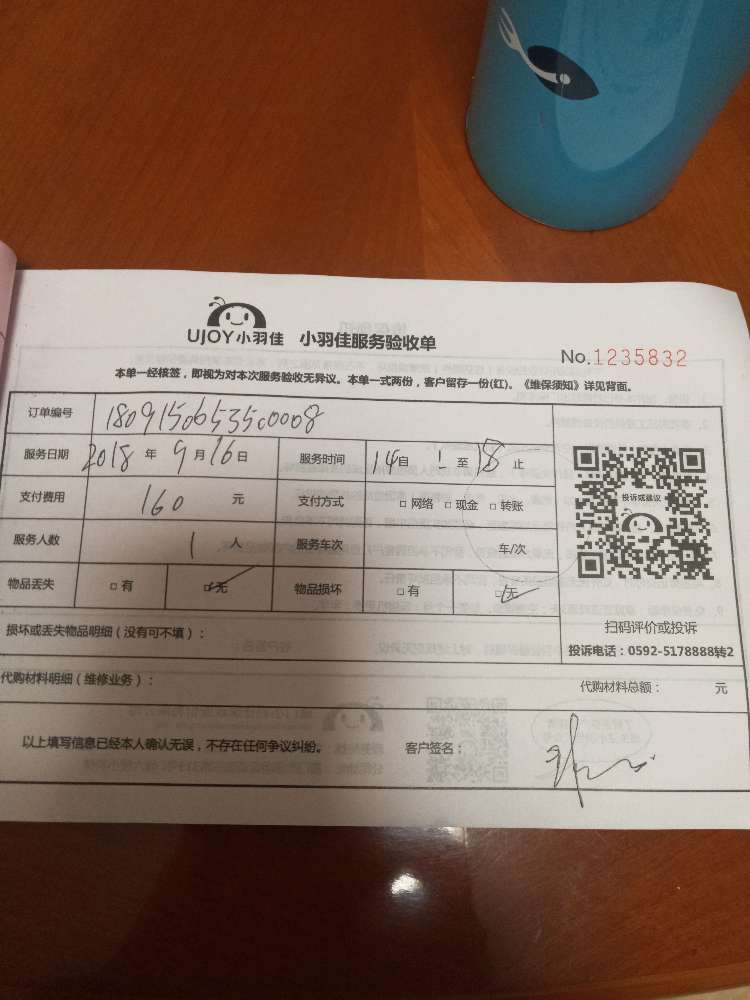 UJOY小羽佳 小羽佳服务验收单
No.1235832
本单一经核签，即视为对本次服务验收无异议。本单一式两份，客户留存一份(红)。《维保须知》详见背面。
订单编号 180915065350008
服务日期 2018 年 9 月 16 日 服务时间 14 自 ! 至 18 止
支付费用 160 元 支付方式 □ 网络 □ 现金 □ 转账
投诉或建议
服务人数 1 人 服务车次 车/次
物品丢失 □ 有 □无 物品损坏 □ 有 □无
扫码评价或投诉
损坏或丢失物品明细（没有可不填）：
投诉电话：0592-5178888转2
代购材料明细（维修业务）： 代购材料总额： 元
以上填写信息已经本人确认无误，不存在任何争议纠纷。 客户签名：